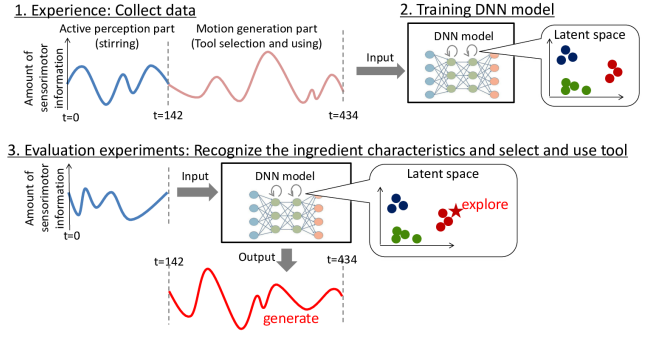 1. Experience: Collect data
2. Training DNN model
Active perception part
(stirring)
Motion generation part
(Tool selection and using)
Amount of
sensorimotor
information
t=0
t=142
t=434
Input
DNN model
Latent space
3. Evaluation experiments: Recognize the ingredient characteristics and select and use tool
Amount of
sensorimotor
information
t=0
Input
DNN model
Latent space
explore
Output
t=142
t=434
generate